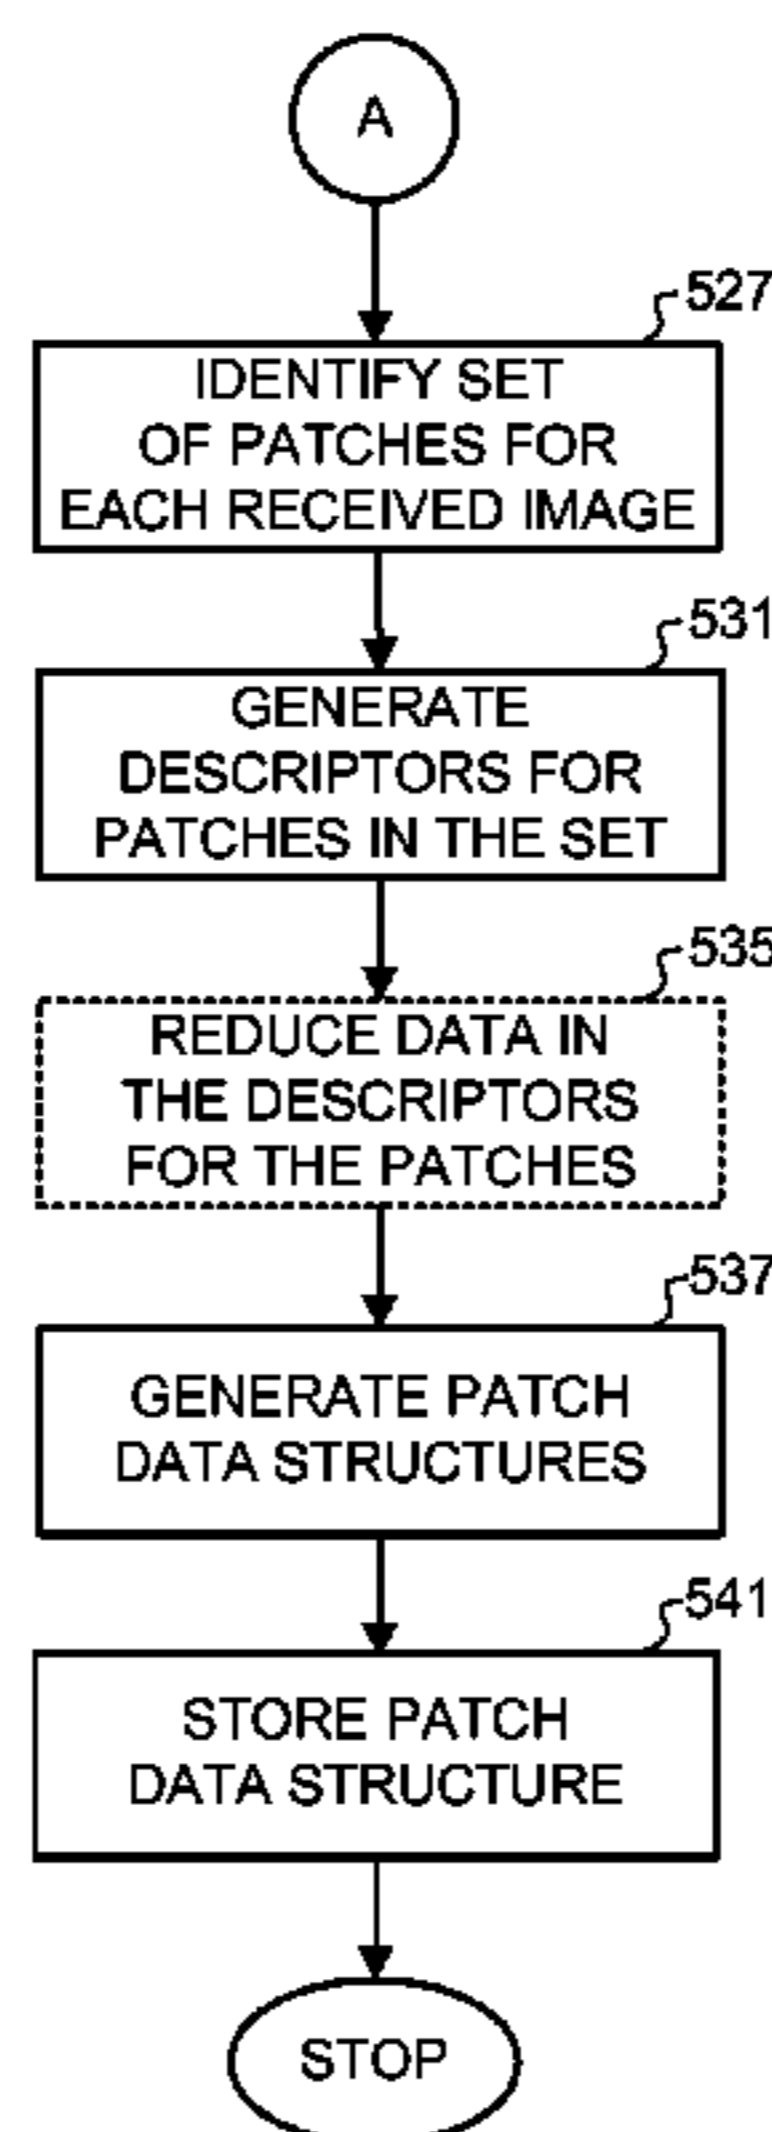 A
527
IDENTIFY SET
OF PATCHES FOR
EACH RECEIVED IMAGE
531
GENERATE
DESCRIPTORS FOR
PATCHES IN THE SET
535
REDUCE DATA IN
THE DESCRIPTORS
FOR THE PATCHES
537
GENERATE PATCH
DATA STRUCTURES
541
STORE PATCH
DATA STRUCTURE
STOP